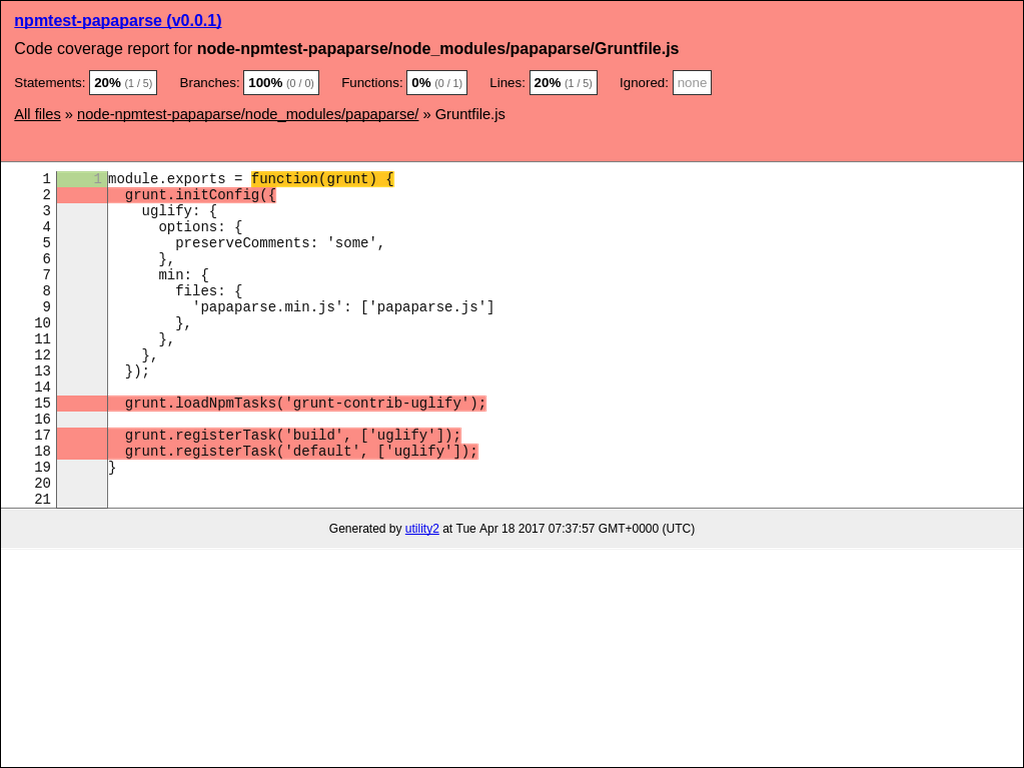 npmtest-papaparse (v0.0.1)
Code coverage report for node-npmtest-papaparse/node_modules/papaparse/Gruntfile.js
Statements: 20% (1 / 5) Branches: 100% (0 / 0) Functions: 0% (0 / 1) Lines: 20% (1 / 5) Ignored: none
All files » node-npmtest-papaparse/node_modules/papaparse/ » Gruntfile.js
1 1 module.exports = function(grunt) {
2 grunt.initConfig({
3 uglify: {
4 options: {
5 preserveComments: 'some',
6 },
7 min: {
8 files: {
9 'papaparse.min.js': ['papaparse.js']
10 },
11 },
12 },
13 });
14
15 grunt.loadNpmTasks('grunt-contrib-uglify');
16
17 grunt.registerTask('build', ['uglify']);
18 grunt.registerTask('default', ['uglify']);
19 }
20
21
Generated by utility2 at Tue Apr 18 2017 07:37:57 GMT+0000 (UTC)